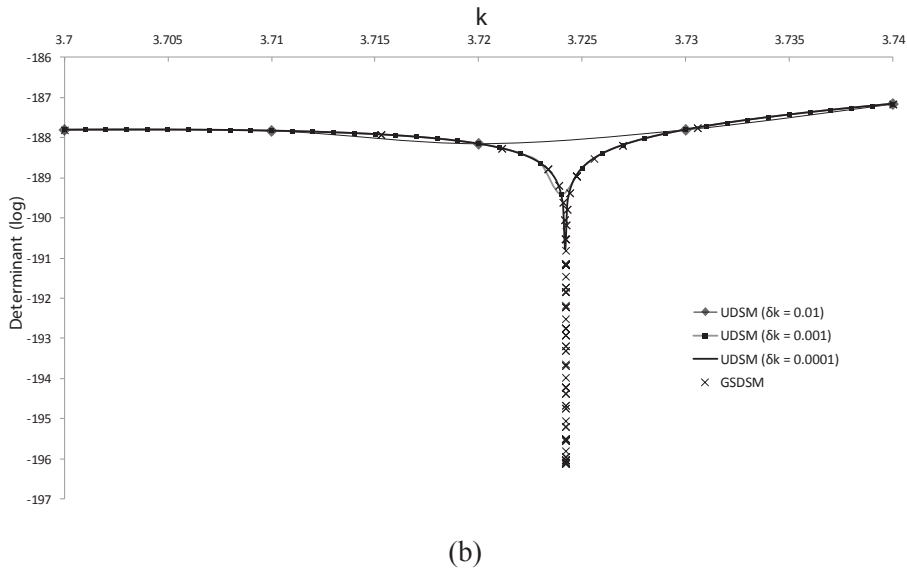 k
3.7 3.705 3.71 3.715 3.72 3.725 3.73 3.735 3.74
-186
-187
-188
-189
-190
-191
-192
-193
-194
-195
-196
-197
Determinant (log)
UDSM (δk = 0.01)
UDSM (δk = 0.001)
UDSM (δk = 0.0001)
GSDSM
(b)